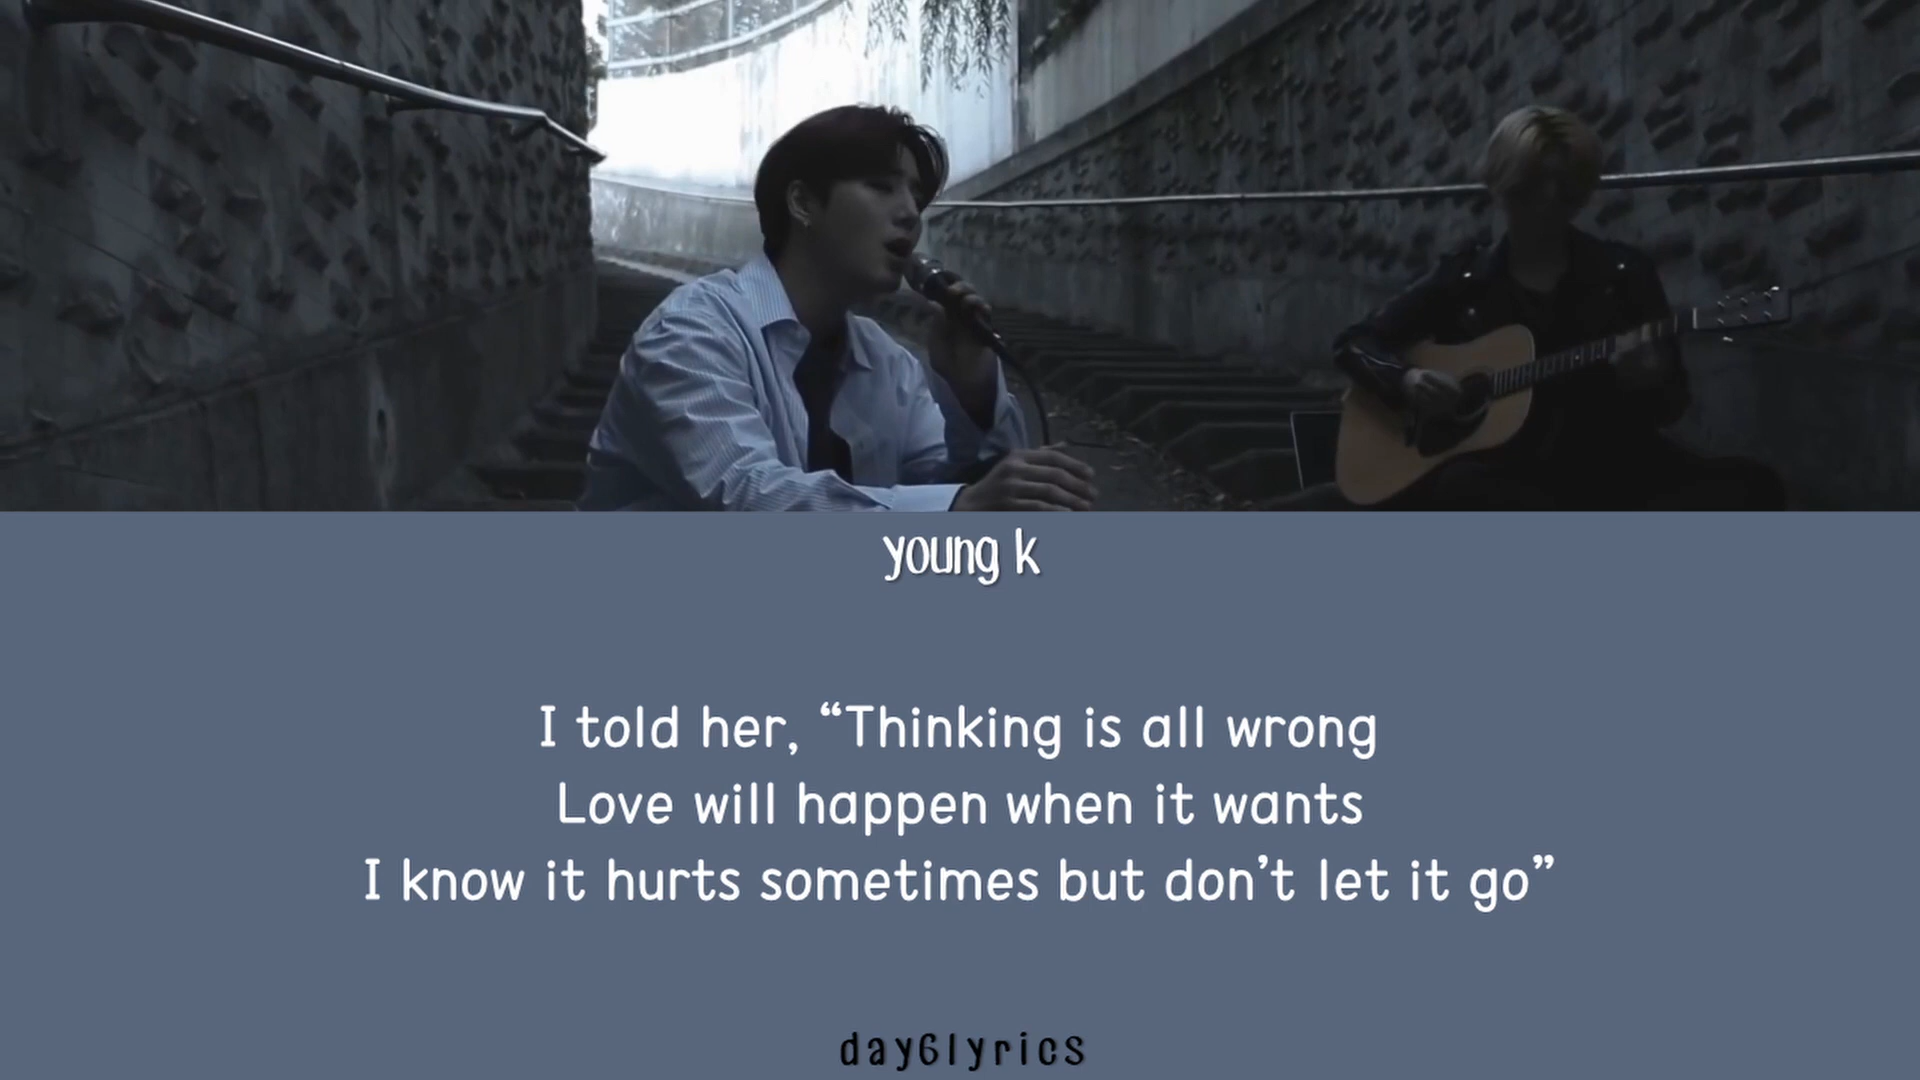 young k
I told her, “Thinking is all wrong
Love will happen when it wants
I know it hurts sometimes but don’t let it go”
day6lyrics